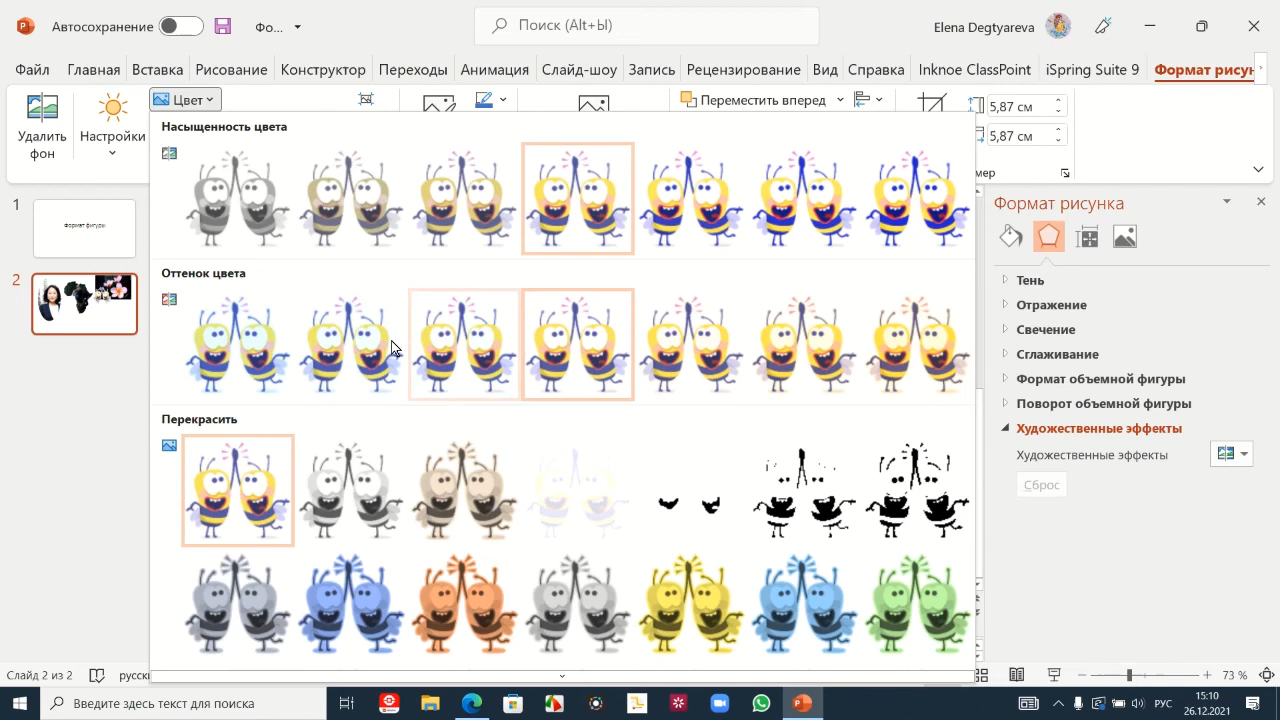 Автосохранение
Фо...
Поиск (Alt+Ы)
Elena Degtyareva
Файл Главная Вставка Рисование Конструктор Переходы Анимация Слайд-шоу Запись Рецензирование Вид Справка Inknoe ClassPoint iSpring Suite 9 Формат рисун
Удалить фон
Настройки
Цвет
Переместить вперед
5,87 см
5,87 см
мер
Насыщенность цвета
Оттенок цвета
Перекрасить
1
Формат фигуры
2
Формат рисунка
Тень
Отражение
Свечение
Сглаживание
Формат объемной фигуры
Поворот объемной фигуры
Художественные эффекты
Художественные эффекты
Сброс
Слайд 2 из 2
русски
73 %
Введите здесь текст для поиска
РУС
15:10
26.12.2021